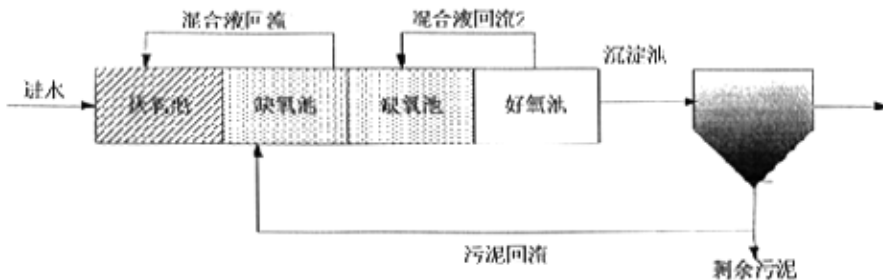 混合液回流
混合液回流2
沉淀池
进水
厌氧池
缺氧池
缺氧池
好氧池
污泥回流
剩余污泥